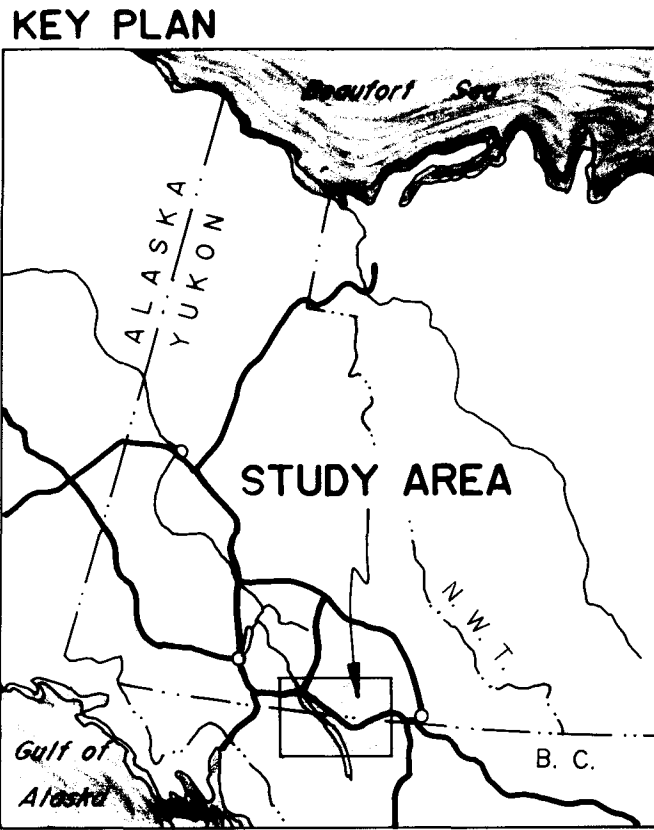 KEY PLAN
Beaufort Sea
ALASKA
YUKON
STUDY AREA
N.W.T.
Gulf of
Alaska
B.C.